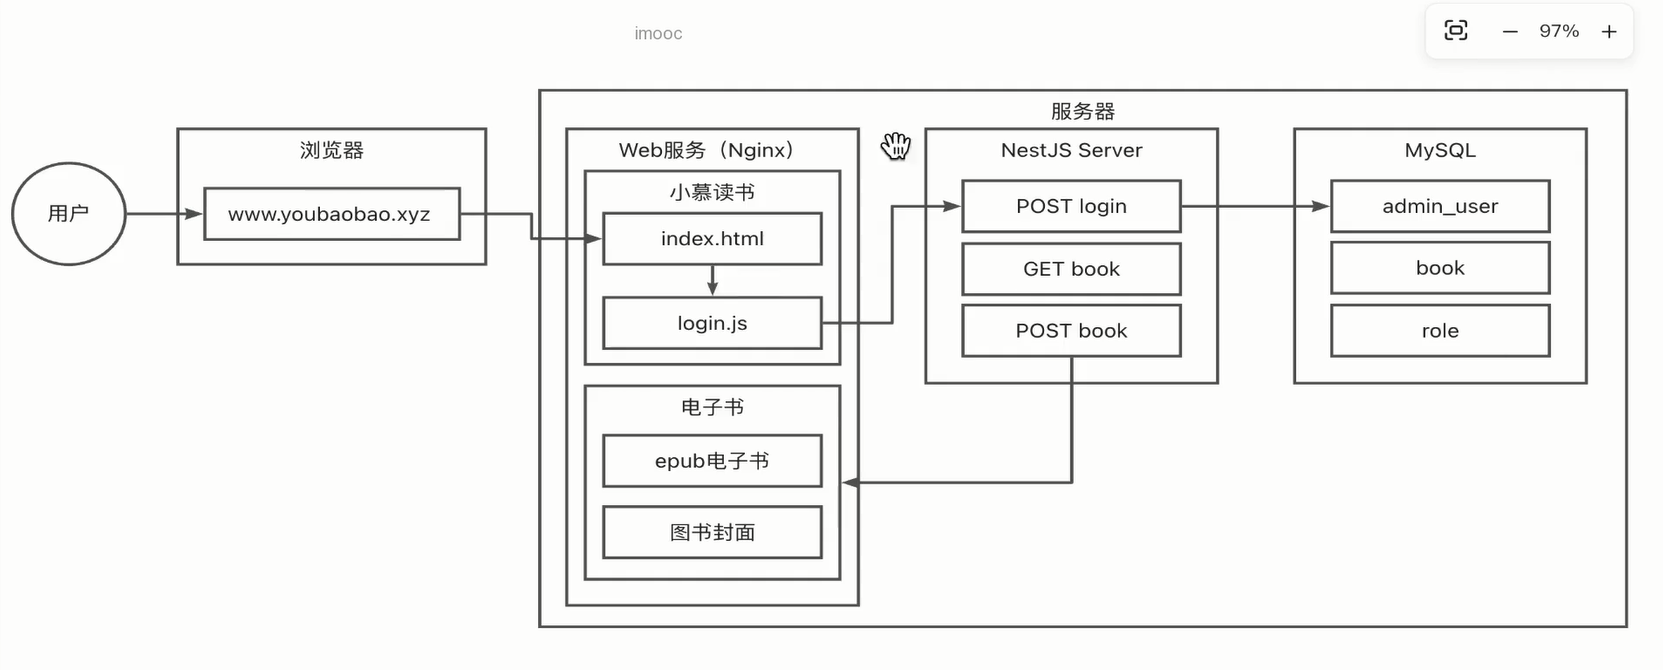 imooc
97%
用户
浏览器
www.youbaobao.xyz
服务器
Web服务（Nginx）
小慕读书
index.html
login.js
电子书
epub电子书
图书封面
NestJS Server
POST login
GET book
POST book
MySQL
admin_user
book
role